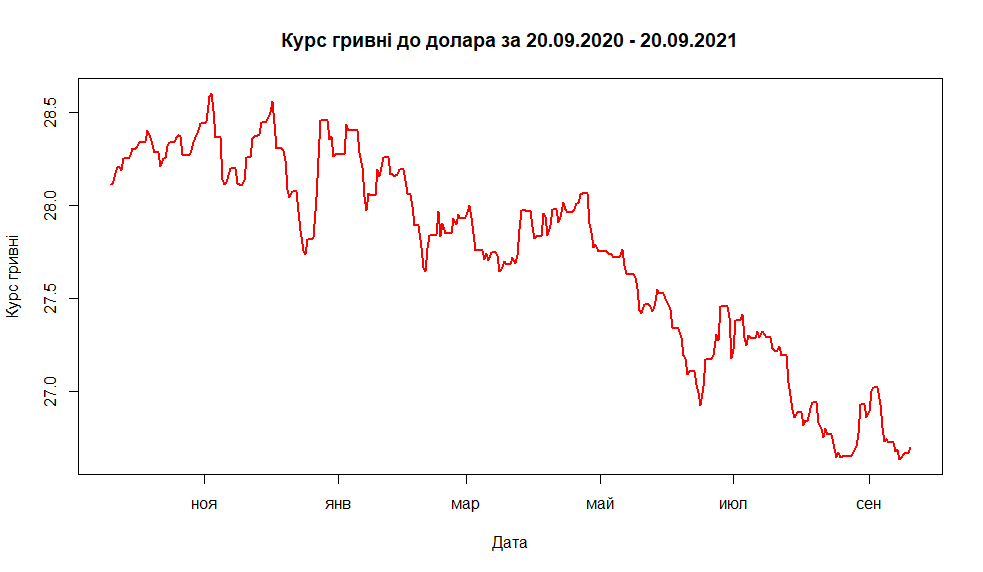 Курс гривні до долара за 20.09.2020 - 20.09.2021
Курс гривні
28.5
28.0
27.5
27.0
ноя янв мар май июл сен
Дата